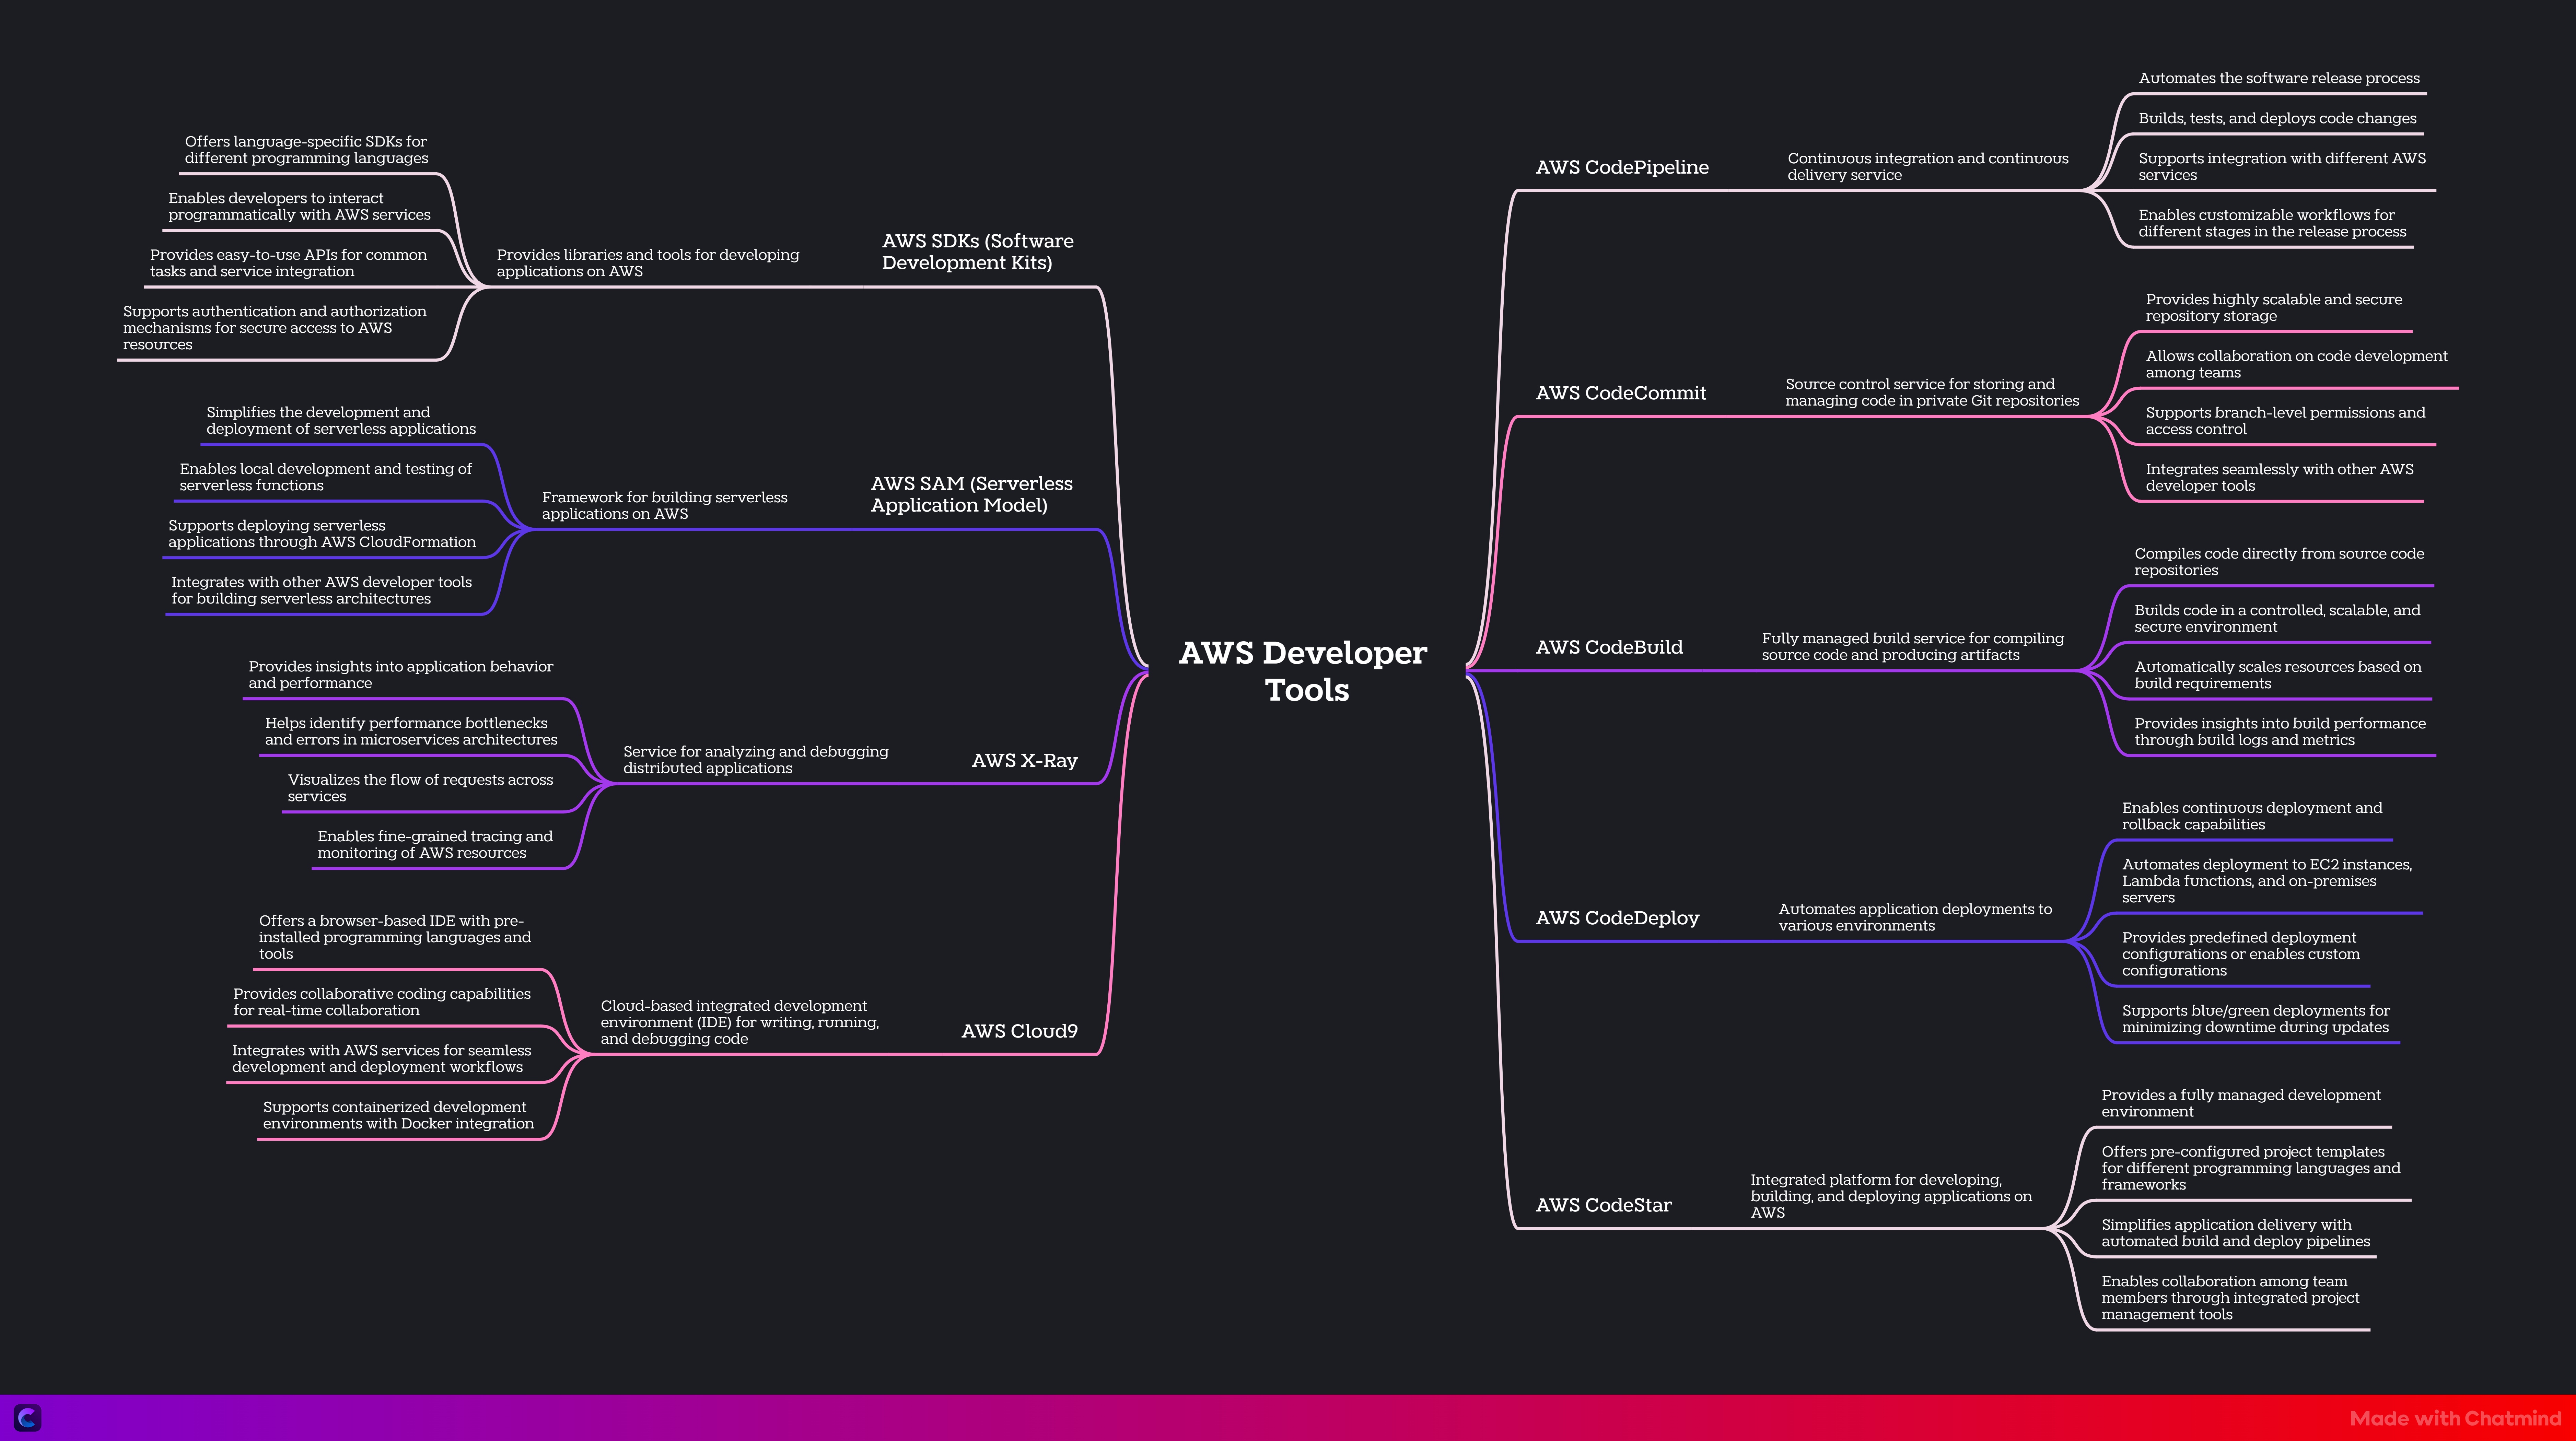 AWS Developer
Tools
AWS CodePipeline
Continuous integration and continuous
delivery service
Automates the software release process
Builds, tests, and deploys code changes
Supports integration with different AWS
services
Enables customizable workflows for
different stages in the release process
AWS CodeCommit
Source control service for storing and
managing code in private Git repositories
Provides highly scalable and secure
repository storage
Allows collaboration on code development
among teams
Supports branch-level permissions and
access control
Integrates seamlessly with other AWS
developer tools
AWS CodeBuild
Fully managed build service for compiling
source code and producing artifacts
Compiles code directly from source code
repositories
Builds code in a controlled, scalable, and
secure environment
Automatically scales resources based on
build requirements
Provides insights into build performance
through build logs and metrics
AWS CodeDeploy
Automates application deployments to
various environments
Enables continuous deployment and
rollback capabilities
Automates deployment to EC2 instances,
Lambda functions, and on-premises
servers
Provides predefined deployment
configurations or enables custom
configurations
Supports blue/green deployments for
minimizing downtime during updates
AWS CodeStar
Integrated platform for developing,
building, and deploying applications on
AWS
Provides a fully managed development
environment
Offers pre-configured project templates
for different programming languages and
frameworks
Simplifies application delivery with
automated build and deploy pipelines
Enables collaboration among team
members through integrated project
management tools
AWS SDKs (Software
Development Kits)
Provides libraries and tools for developing
applications on AWS
Offers language-specific SDKs for
different programming languages
Enables developers to interact
programmatically with AWS services
Provides easy-to-use APIs for common
tasks and service integration
Supports authentication and authorization
mechanisms for secure access to AWS
resources
AWS SAM (Serverless
Application Model)
Framework for building serverless
applications on AWS
Simplifies the development and
deployment of serverless applications
Enables local development and testing of
serverless functions
Supports deploying serverless
applications through AWS CloudFormation
Integrates with other AWS developer tools
for building serverless architectures
AWS X-Ray
Service for analyzing and debugging
distributed applications
Provides insights into application behavior
and performance
Helps identify performance bottlenecks
and errors in microservices architectures
Visualizes the flow of requests across
services
Enables fine-grained tracing and
monitoring of AWS resources
AWS Cloud9
Cloud-based integrated development
environment (IDE) for writing, running,
and debugging code
Offers a browser-based IDE with pre-
installed programming languages and
tools
Provides collaborative coding capabilities
for real-time collaboration
Integrates with AWS services for seamless
development and deployment workflows
Supports containerized development
environments with Docker integration
Made with Chatmind